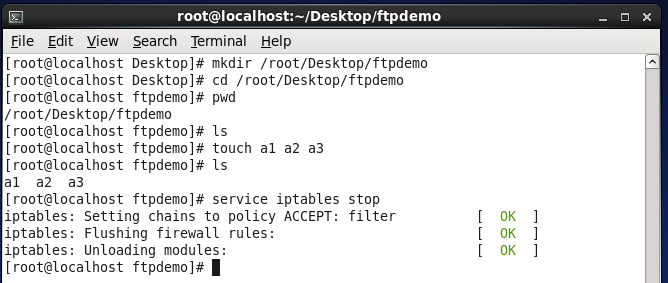 root@localhost:~/Desktop/ftpdemo
File Edit View Search Terminal Help
[root@localhost Desktop]# mkdir /root/Desktop/ftpdemo
[root@localhost Desktop]# cd /root/Desktop/ftpdemo
[root@localhost ftpdemo]# pwd
/root/Desktop/ftpdemo
[root@localhost ftpdemo]# ls
[root@localhost ftpdemo]# touch a1 a2 a3
[root@localhost ftpdemo]# ls
a1  a2  a3
[root@localhost ftpdemo]# service iptables stop
iptables: Setting chains to policy ACCEPT: filter          [  OK  ]
iptables: Flushing firewall rules:                         [  OK  ]
iptables: Unloading modules:                               [  OK  ]
[root@localhost ftpdemo]#